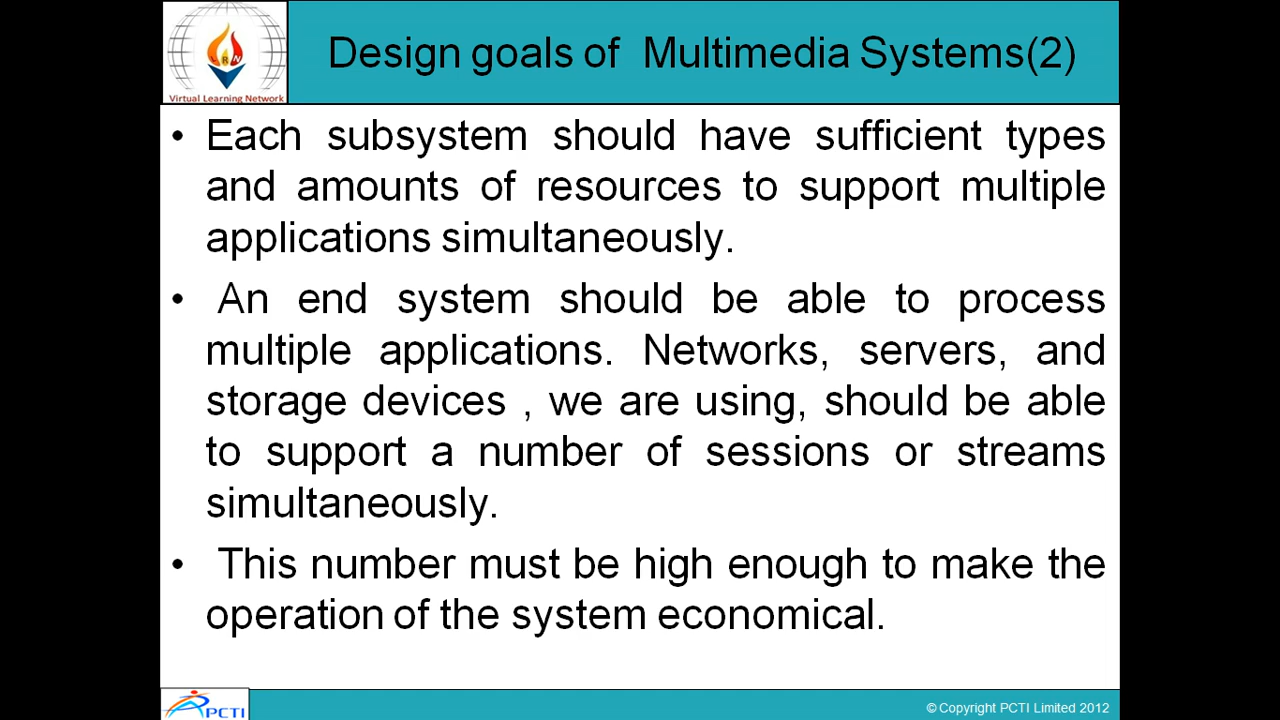 Design goals of Multimedia Systems(2)
VLN
Virtual Learning Network
• Each subsystem should have sufficient types
and amounts of resources to support multiple
applications simultaneously.
• An end system should be able to process
multiple applications. Networks, servers, and
storage devices , we are using, should be able
to support a number of sessions or streams
simultaneously.
• This number must be high enough to make the
operation of the system economical.
PCTI
© Copyright PCTI Limited 2012